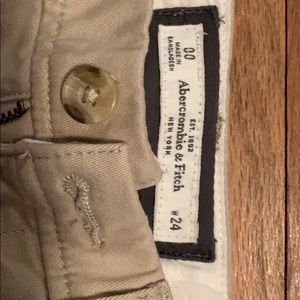 00
MADE IN
BANGLADESH
EST. 1892
Abercrombie & Fitch
NEW YORK
W 24